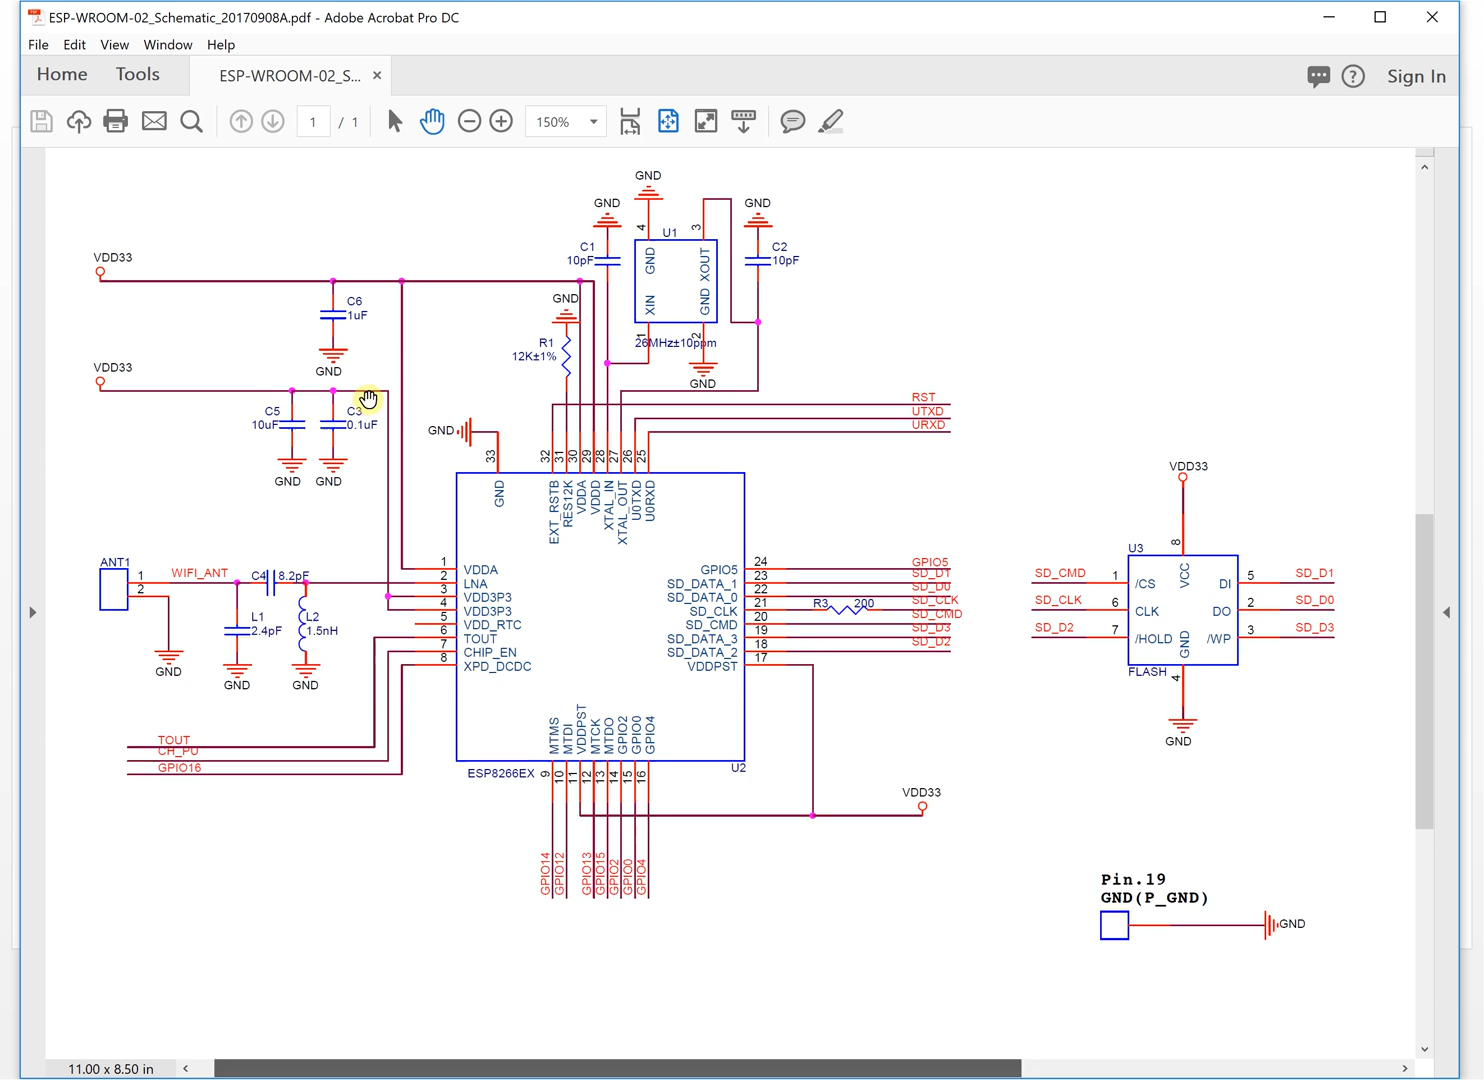 ESP-WROOM-02_Schematic_20170908A.pdf - Adobe Acrobat Pro DC
File Edit View Window Help
Home Tools ESP-WROOM-02_S... × Sign In
1 / 1 150%
GND
GND
GND
4
3
U1
C1
10pF
GND
XOUT
XIN
GND
C2
10pF
1
2
26MHz±10ppm
GND
VDD33
C6
1uF
GND
GND
R1
12K±1%
VDD33
C5
10uF
C3
0.1uF
GND
GND
RST
UTXD
URXD
GND
33
32
31
30
29
28
27
26
25
GND
EXT_RSTB
RES12K
VDDA
VDDD
XTAL_IN
XTAL_OUT
U0TXD
U0RXD
ANT1
1
2
WIFI_ANT
C4
8.2pF
L1
2.4pF
L2
1.5nH
GND
GND
GND
1 VDDA
2 LNA
3 VDD3P3
4 VDD3P3
5 VDD_RTC
6 TOUT
7 CHIP_EN
8 XPD_DCDC
GPIO5 24 GPIO5
SD_DATA_1 23 SD_D1
SD_DATA_0 22 SD_D0
SD_CLK 21 R3 200 SD_CLK
SD_CMD 20 SD_CMD
SD_DATA_3 19 SD_D3
SD_DATA_2 18 SD_D2
VDDPST 17
TOUT
CH_PU
GPIO16
MTMS
MTDI
VDDPST
MTCK
MTDO
GPIO2
GPIO0
GPIO4
ESP8266EX
U2
9
10
11
12
13
14
15
16
GPIO14
GPIO12
GPIO13
GPIO15
GPIO2
GPIO0
GPIO4
VDD33
VDD33
8
U3
VCC
SD_CMD 1 /CS DI 5 SD_D1
SD_CLK 6 CLK DO 2 SD_D0
SD_D2 7 /HOLD /WP 3 SD_D3
GND
FLASH
4
GND
Pin.19
GND(P_GND)
GND
11.00 x 8.50 in